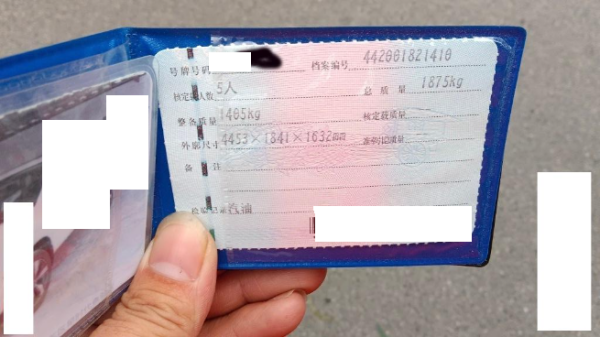 号牌号码 档案编号 442001821410
核定载人数 5人 总质量 1875kg
整备质量 1405kg 核定载质量
外廓尺寸 4453×1841×1632mm 准牵引总质量
备注
检验记录 汽油